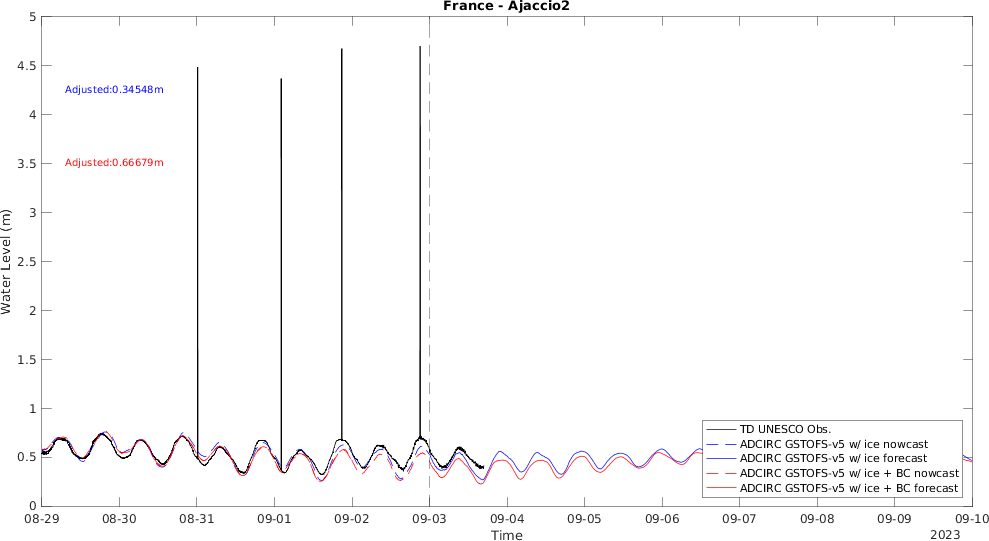 France - Ajaccio2
5
4.5
4
3.5
3
2.5
2
1.5
1
0.5
0
Water Level (m)
Adjusted:0.34548m
Adjusted:0.66679m
TD UNESCO Obs.
ADCIRC GSTOFS-v5 w/ ice nowcast
ADCIRC GSTOFS-v5 w/ ice forecast
ADCIRC GSTOFS-v5 w/ ice + BC nowcast
ADCIRC GSTOFS-v5 w/ ice + BC forecast
08-29 08-30 08-31 09-01 09-02 09-03 09-04 09-05 09-06 09-07 09-08 09-09 09-10
Time
2023